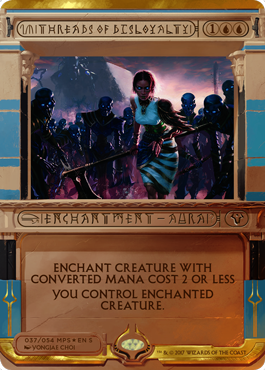 THREADS OF DISLOYALTY 1
ENCHANTMENT – AURA
ENCHANT CREATURE WITH
CONVERTED MANA COST 2 OR LESS
YOU CONTROL ENCHANTED
CREATURE.
037/054 MPS ★ EN S
YONGJAE CHOI
™ & © 2017 WIZARDS OF THE COAST